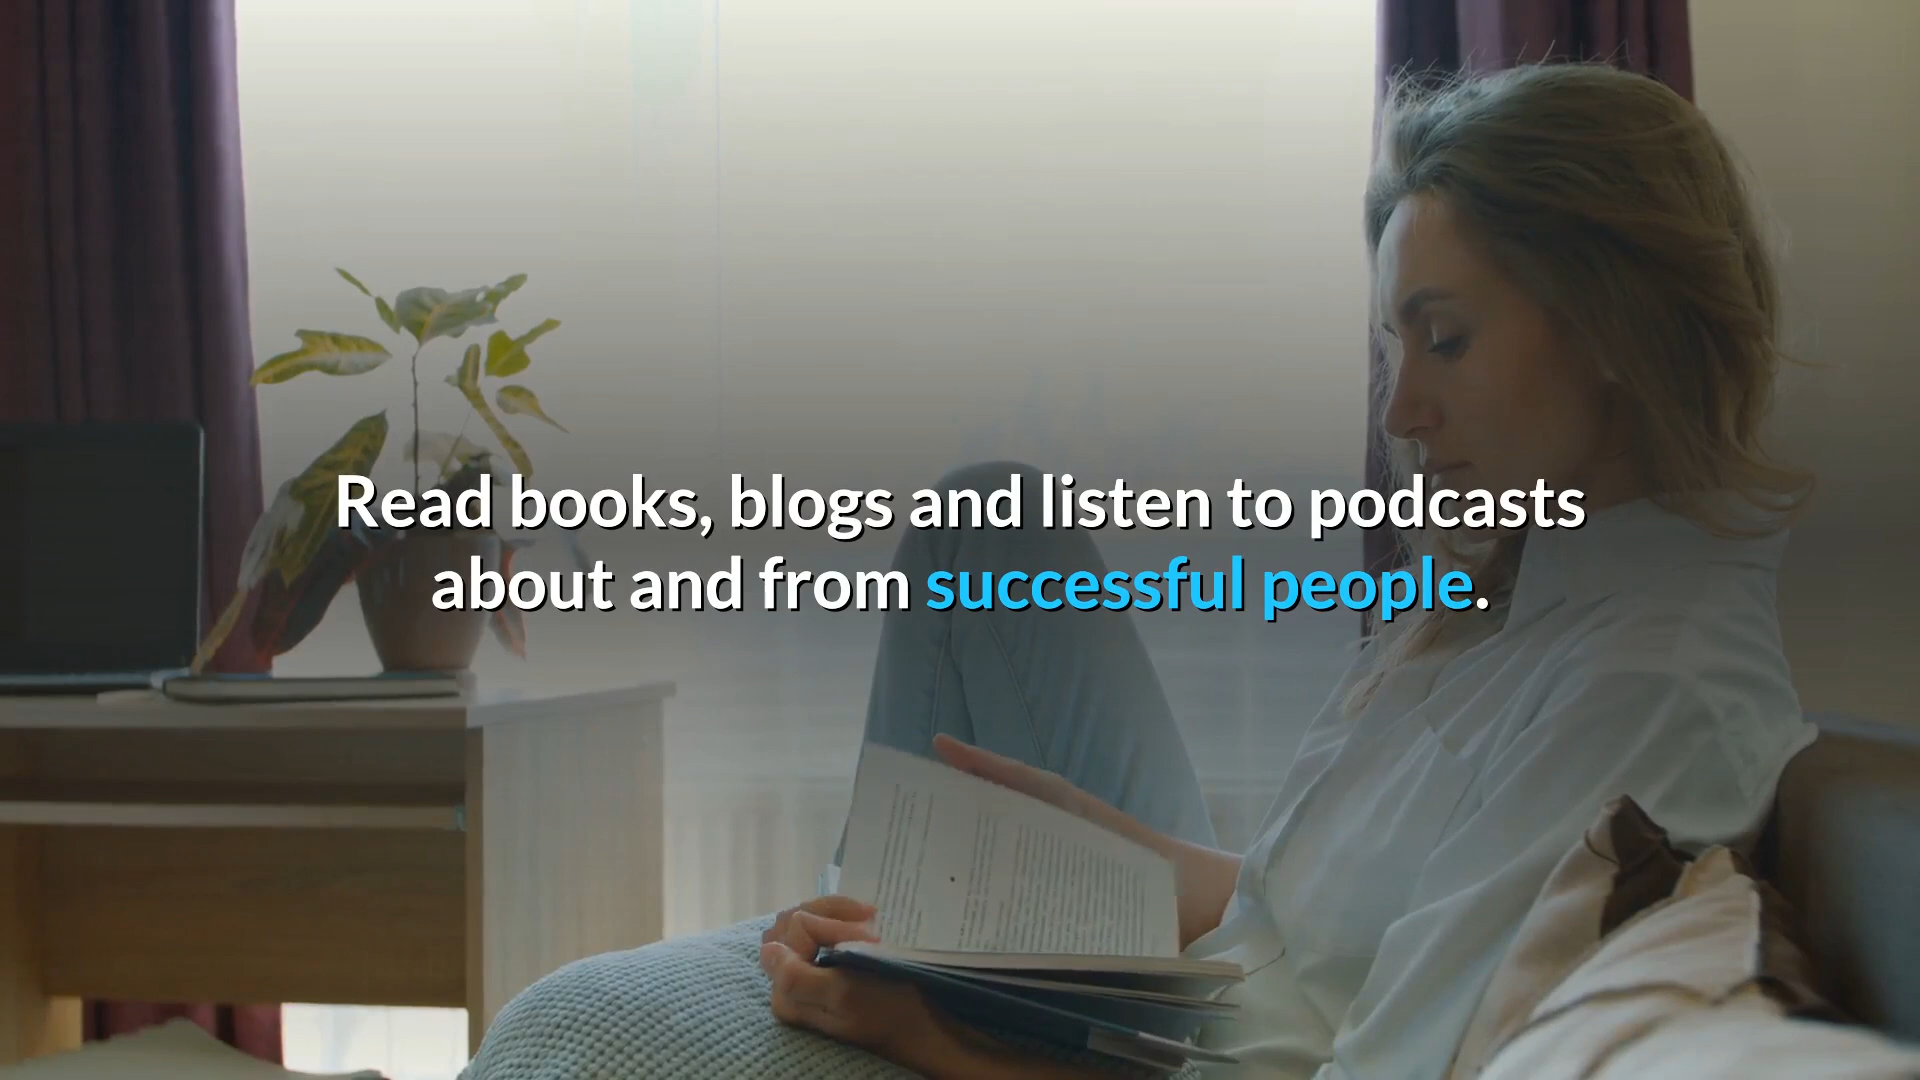 Read books, blogs and listen to podcasts
about and from successful people.